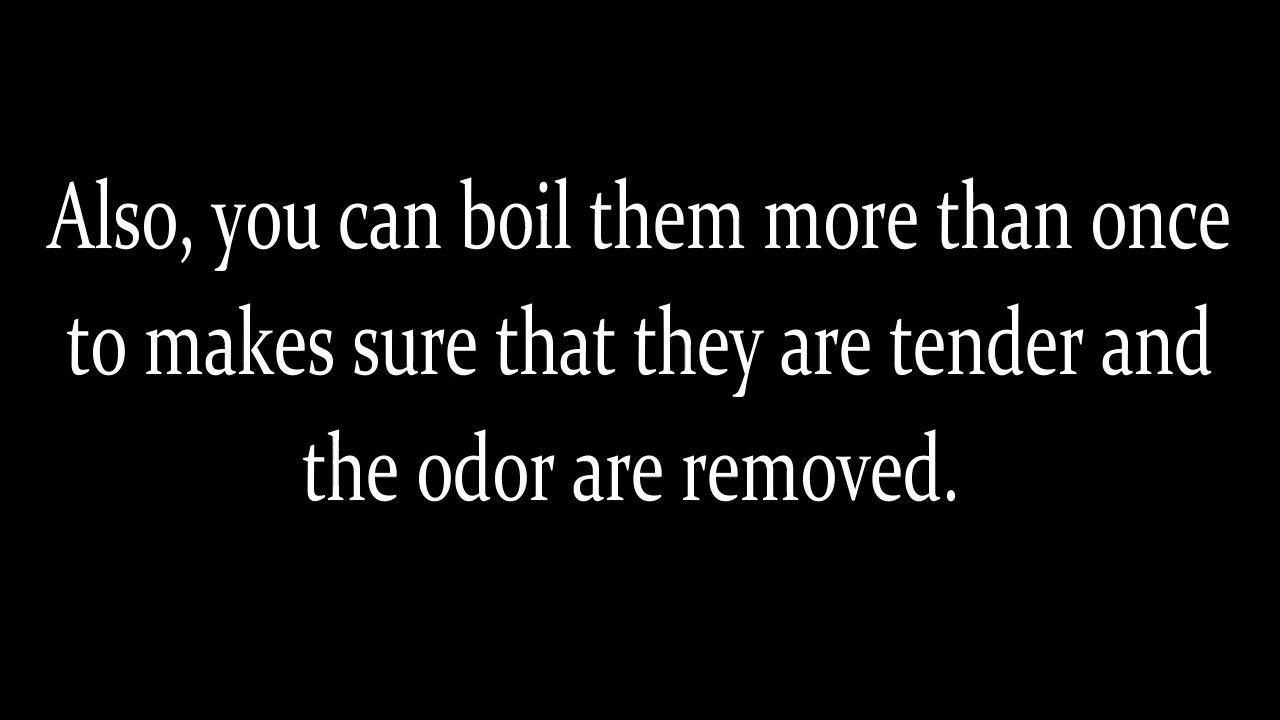 Also, you can boil them more than once
to makes sure that they are tender and
the odor are removed.